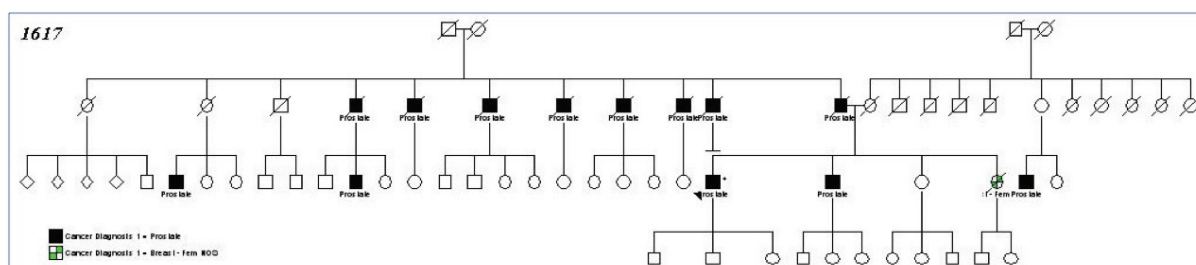 1617
Prostate Prostate Prostate Prostate Prostate Prostate Prostate Prostate
Prostate Prostate Prostate Prostate Prostate
Cancer Diagnosis 1 = Prostate
Cancer Diagnosis 1 = Breast - Fem NOS